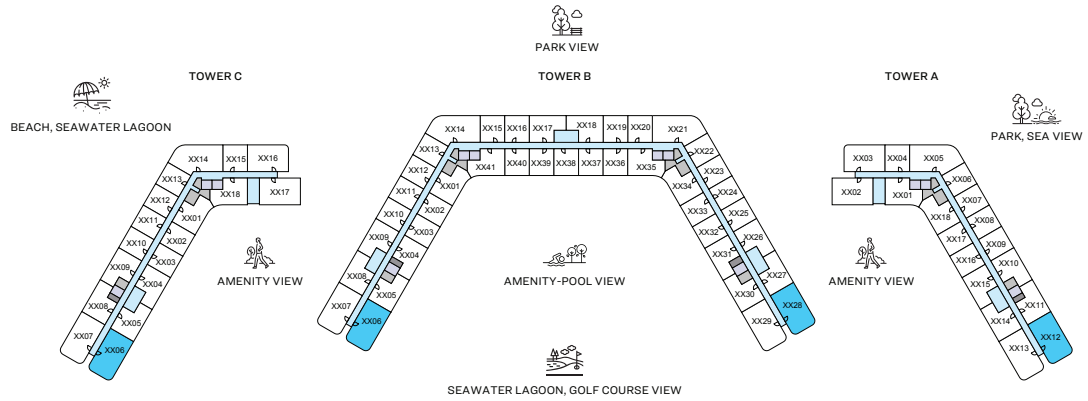 PARK VIEW
TOWER C
TOWER B
TOWER A
BEACH, SEAWATER LAGOON
PARK, SEA VIEW
XX14
XX15
XX16
XX13
XX12
XX11
XX10
XX09
XX08
XX07
XX17
XX18
XX01
XX02
XX03
XX04
XX05
XX06
AMENITY VIEW
XX14
XX15
XX16
XX17
XX18
XX19
XX20
XX21
XX13
XX12
XX11
XX10
XX09
XX08
XX07
XX41
XX40
XX39
XX38
XX37
XX36
XX35
XX01
XX02
XX03
XX04
XX05
XX06
XX22
XX23
XX24
XX25
XX26
XX27
XX28
XX34
XX33
XX32
XX31
XX30
XX29
AMENITY-POOL VIEW
XX03
XX04
XX05
XX02
XX01
XX06
XX07
XX08
XX09
XX10
XX11
XX12
XX18
XX17
XX16
XX15
XX14
XX13
AMENITY VIEW
SEAWATER LAGOON, GOLF COURSE VIEW